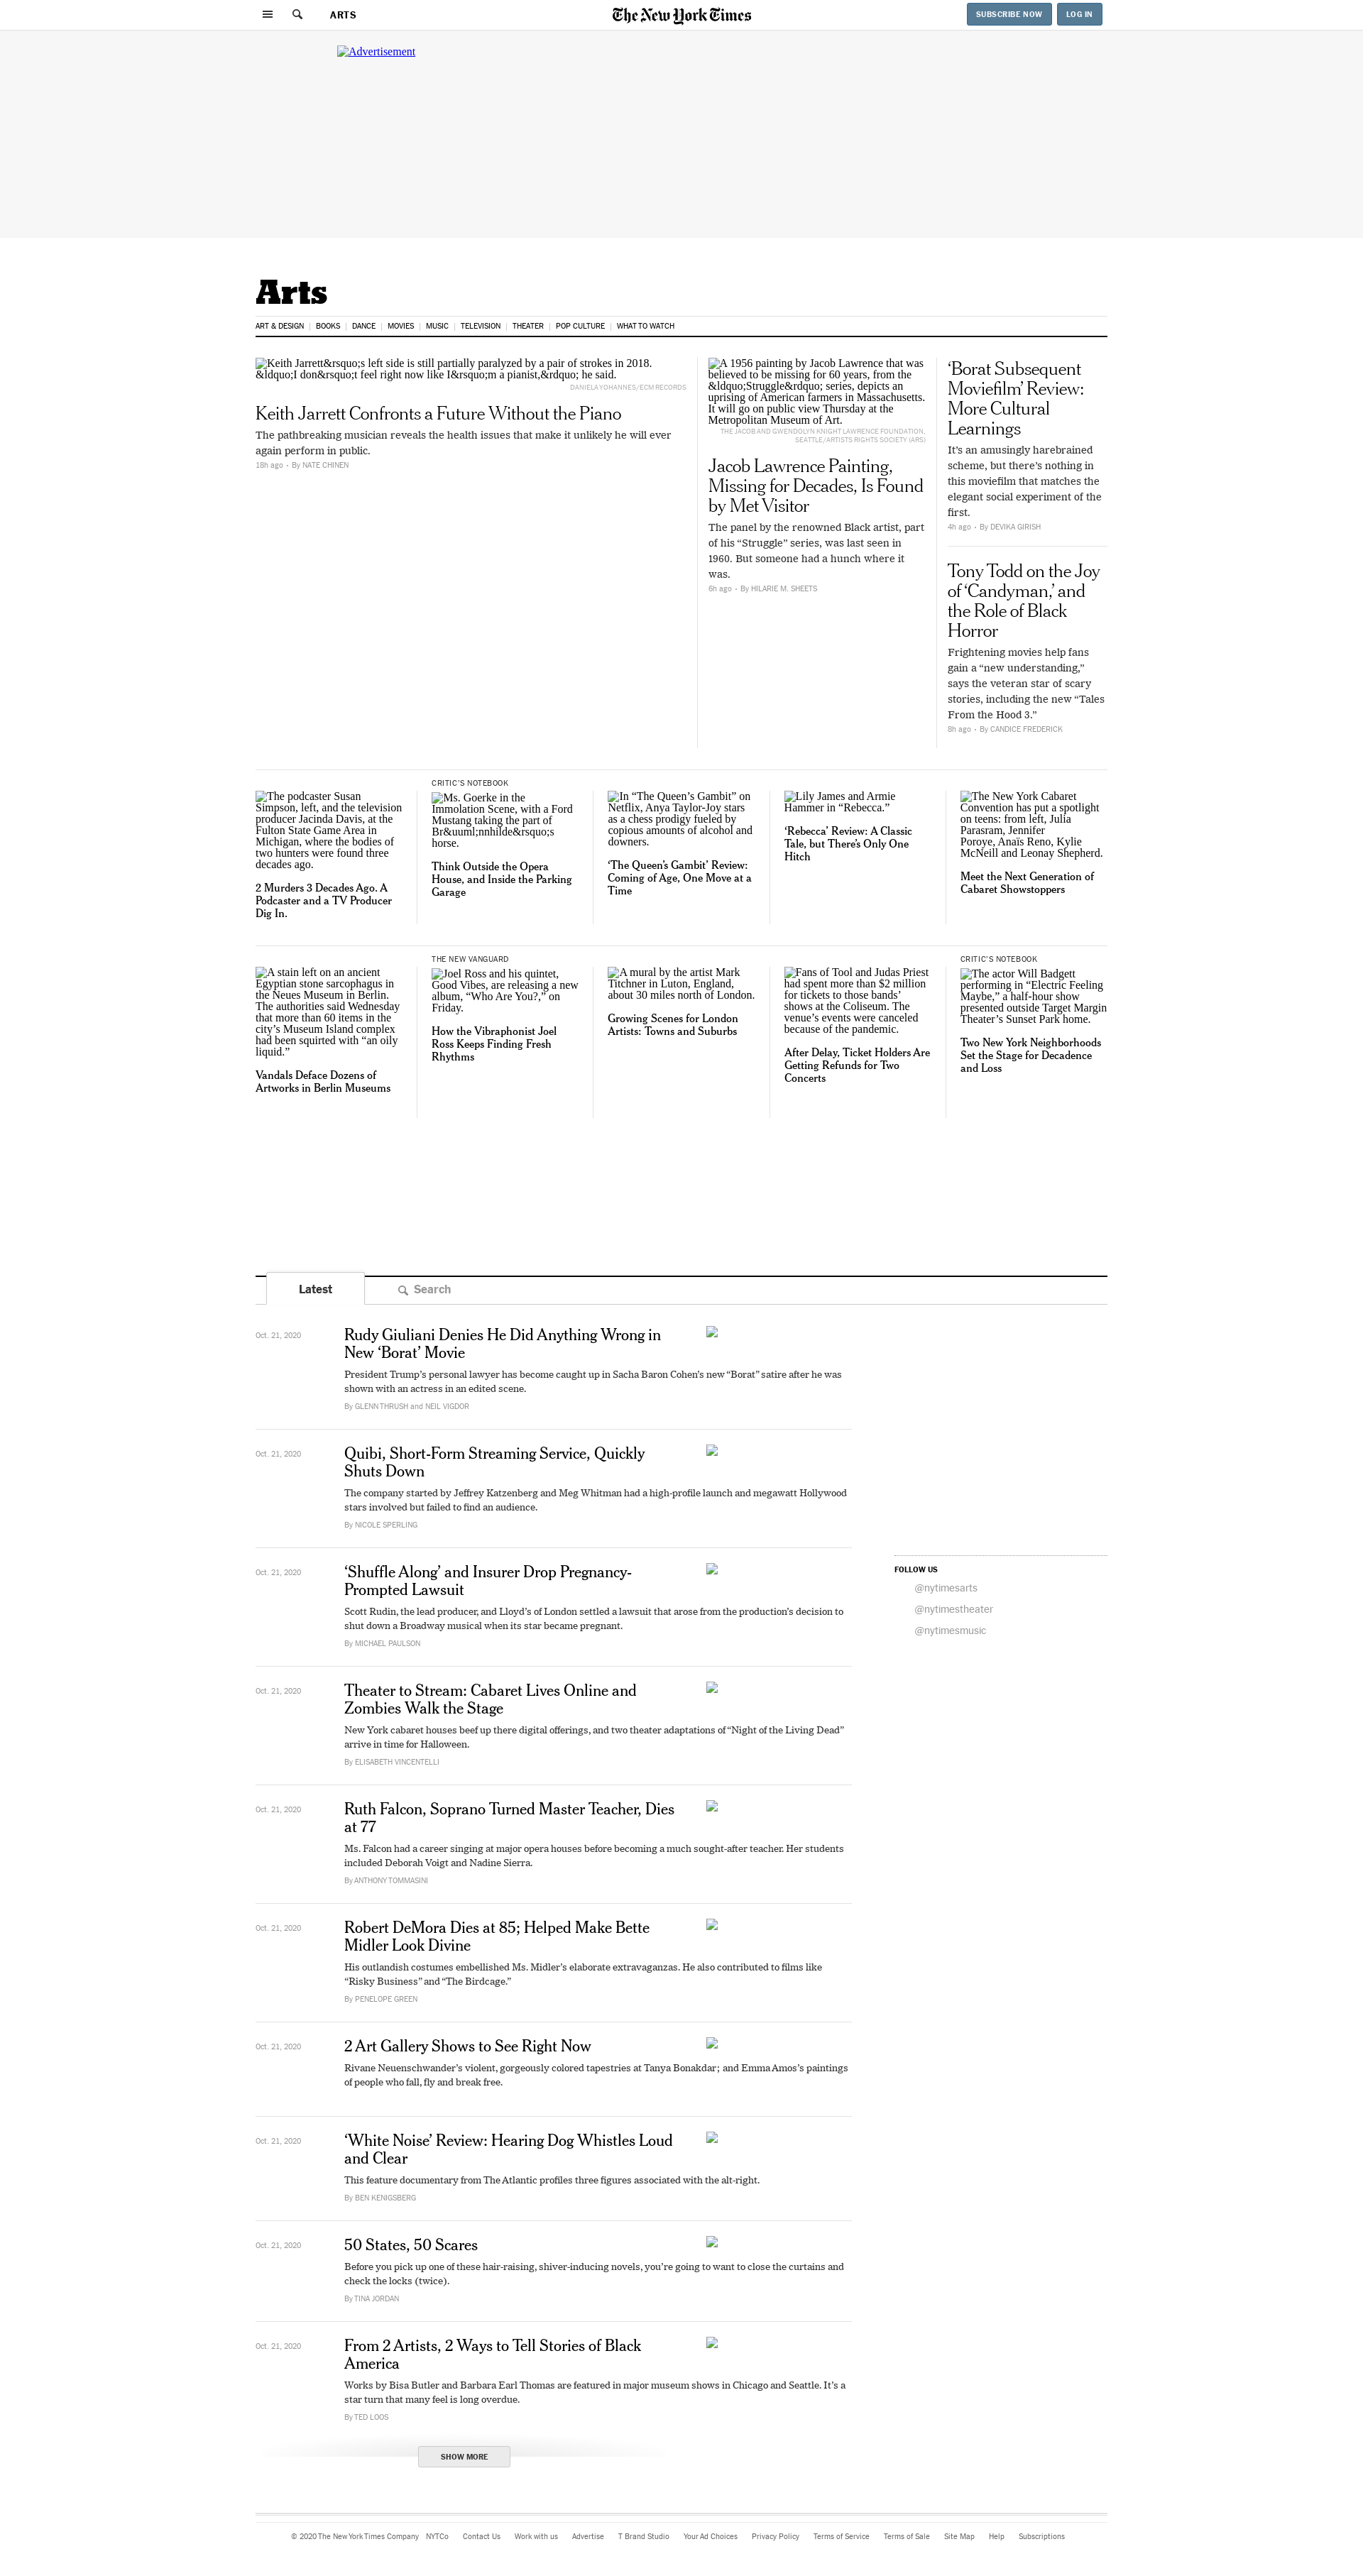 ARTS
The New York Times
SUBSCRIBE NOW
LOG IN
Advertisement
Arts
ART & DESIGN
BOOKS
DANCE
MOVIES
MUSIC
TELEVISION
THEATER
POP CULTURE
WHAT TO WATCH
Keith Jarrett&rsquo;s left side is still partially paralyzed by a pair of strokes in 2018.
&ldquo;I don&rsquo;t feel right now like I&rsquo;m a pianist,&rdquo; he said.
DANIELA YOHANNES/ECM RECORDS
Keith Jarrett Confronts a Future Without the Piano
The pathbreaking musician reveals the health issues that make it unlikely he will ever
again perform in public.
18h ago • By NATE CHINEN
A 1956 painting by Jacob Lawrence that was
believed to be missing for 60 years, from the
&ldquo;Struggle&rdquo; series, depicts an
uprising of American farmers in Massachusetts.
It will go on public view Thursday at the
Metropolitan Museum of Art.
THE JACOB AND GWENDOLYN KNIGHT LAWRENCE FOUNDATION,
SEATTLE/ARTISTS RIGHTS SOCIETY (ARS)
Jacob Lawrence Painting,
Missing for Decades, Is Found
by Met Visitor
The panel by the renowned Black artist, part
of his “Struggle” series, was last seen in
1960. But someone had a hunch where it
was.
6h ago • By HILARIE M. SHEETS
‘Borat Subsequent
Moviefilm’ Review:
More Cultural
Learnings
It’s an amusingly harebrained
scheme, but there’s nothing in
this moviefilm that matches the
elegant social experiment of the
first.
4h ago • By DEVIKA GIRISH
Tony Todd on the Joy
of ‘Candyman,’ and
the Role of Black
Horror
Frightening movies help fans
gain a “new understanding,”
says the veteran star of scary
stories, including the new “Tales
From the Hood 3.”
8h ago • By CANDICE FREDERICK
The podcaster Susan
Simpson, left, and the television
producer Jacinda Davis, at the
Fulton State Game Area in
Michigan, where the bodies of
two hunters were found three
decades ago.
2 Murders 3 Decades Ago. A
Podcaster and a TV Producer
Dig In.
CRITIC’S NOTEBOOK
Ms. Goerke in the
Immolation Scene, with a Ford
Mustang taking the part of
Br&uuml;nnhilde&rsquo;s
horse.
Think Outside the Opera
House, and Inside the Parking
Garage
In “The Queen’s Gambit” on
Netflix, Anya Taylor-Joy stars
as a chess prodigy fueled by
copious amounts of alcohol and
downers.
‘The Queen’s Gambit’ Review:
Coming of Age, One Move at a
Time
Lily James and Armie
Hammer in “Rebecca.”
‘Rebecca’ Review: A Classic
Tale, but There’s Only One
Hitch
The New York Cabaret
Convention has put a spotlight
on teens: from left, Julia
Parasram, Jennifer
Poroye, Anaïs Reno, Kylie
McNeill and Leonay Shepherd.
Meet the Next Generation of
Cabaret Showstoppers
A stain left on an ancient
Egyptian stone sarcophagus in
the Neues Museum in Berlin.
The authorities said Wednesday
that more than 60 items in the
city’s Museum Island complex
had been squirted with “an oily
liquid.”
Vandals Deface Dozens of
Artworks in Berlin Museums
THE NEW VANGUARD
Joel Ross and his quintet,
Good Vibes, are releasing a new
album, “Who Are You?,” on
Friday.
How the Vibraphonist Joel
Ross Keeps Finding Fresh
Rhythms
A mural by the artist Mark
Titchner in Luton, England,
about 30 miles north of London.
Growing Scenes for London
Artists: Towns and Suburbs
Fans of Tool and Judas Priest
had spent more than $2 million
for tickets to those bands’
shows at the Coliseum. The
venue’s events were canceled
because of the pandemic.
After Delay, Ticket Holders Are
Getting Refunds for Two
Concerts
CRITIC’S NOTEBOOK
The actor Will Badgett
performing in “Electric Feeling
Maybe,” a half-hour show
presented outside Target Margin
Theater’s Sunset Park home.
Two New York Neighborhoods
Set the Stage for Decadence
and Loss
Latest
Search
Oct. 21, 2020
Rudy Giuliani Denies He Did Anything Wrong in
New ‘Borat’ Movie
President Trump’s personal lawyer has become caught up in Sacha Baron Cohen’s new “Borat” satire after he was
shown with an actress in an edited scene.
By GLENN THRUSH and NEIL VIGDOR
Oct. 21, 2020
Quibi, Short-Form Streaming Service, Quickly
Shuts Down
The company started by Jeffrey Katzenberg and Meg Whitman had a high-profile launch and megawatt Hollywood
stars involved but failed to find an audience.
By NICOLE SPERLING
Oct. 21, 2020
‘Shuffle Along’ and Insurer Drop Pregnancy-
Prompted Lawsuit
Scott Rudin, the lead producer, and Lloyd’s of London settled a lawsuit that arose from the production’s decision to
shut down a Broadway musical when its star became pregnant.
By MICHAEL PAULSON
FOLLOW US
@nytimesarts
@nytimestheater
@nytimesmusic
Oct. 21, 2020
Theater to Stream: Cabaret Lives Online and
Zombies Walk the Stage
New York cabaret houses beef up there digital offerings, and two theater adaptations of “Night of the Living Dead”
arrive in time for Halloween.
By ELISABETH VINCENTELLI
Oct. 21, 2020
Ruth Falcon, Soprano Turned Master Teacher, Dies
at 77
Ms. Falcon had a career singing at major opera houses before becoming a much sought-after teacher. Her students
included Deborah Voigt and Nadine Sierra.
By ANTHONY TOMMASINI
Oct. 21, 2020
Robert DeMora Dies at 85; Helped Make Bette
Midler Look Divine
His outlandish costumes embellished Ms. Midler’s elaborate extravaganzas. He also contributed to films like
“Risky Business” and “The Birdcage.”
By PENELOPE GREEN
Oct. 21, 2020
2 Art Gallery Shows to See Right Now
Rivane Neuenschwander’s violent, gorgeously colored tapestries at Tanya Bonakdar; and Emma Amos’s paintings
of people who fall, fly and break free.
Oct. 21, 2020
‘White Noise’ Review: Hearing Dog Whistles Loud
and Clear
This feature documentary from The Atlantic profiles three figures associated with the alt-right.
By BEN KENIGSBERG
Oct. 21, 2020
50 States, 50 Scares
Before you pick up one of these hair-raising, shiver-inducing novels, you’re going to want to close the curtains and
check the locks (twice).
By TINA JORDAN
Oct. 21, 2020
From 2 Artists, 2 Ways to Tell Stories of Black
America
Works by Bisa Butler and Barbara Earl Thomas are featured in major museum shows in Chicago and Seattle. It’s a
star turn that many feel is long overdue.
By TED LOOS
SHOW MORE
© 2020 The New York Times Company NYTCo Contact Us Work with us Advertise T Brand Studio Your Ad Choices Privacy Policy Terms of Service Terms of Sale Site Map Help Subscriptions